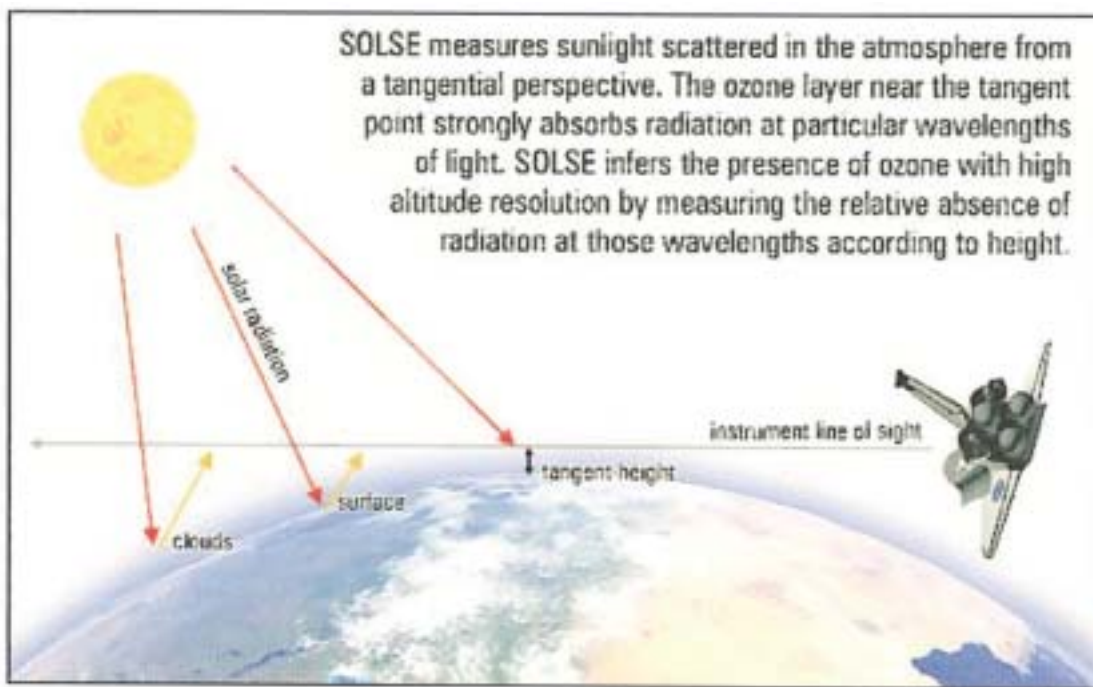 SOLSE measures sunlight scattered in the atmosphere from
a tangential perspective. The ozone layer near the tangent
point strongly absorbs radiation at particular wavelengths
of light. SOLSE infers the presence of ozone with high
altitude resolution by measuring the relative absence of
radiation at those wavelengths according to height.
solar radiation
instrument line of sight
tangent height
surface
clouds